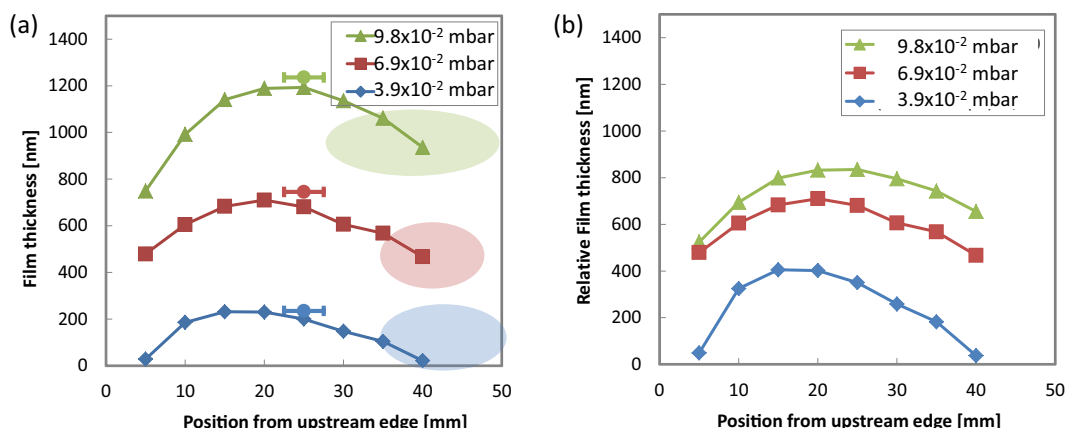 (a)
1400
1200
1000
800
600
400
200
0
Film thickness [nm]
9.8x10⁻² mbar
6.9x10⁻² mbar
3.9x10⁻² mbar
0 10 20 30 40 50
Position from upstream edge [mm]
(b)
1400
1200
1000
800
600
400
200
0
Relative Film thickness [nm]
9.8x10⁻² mbar
6.9x10⁻² mbar
3.9x10⁻² mbar
0 10 20 30 40 50
Position from upstream edge [mm]